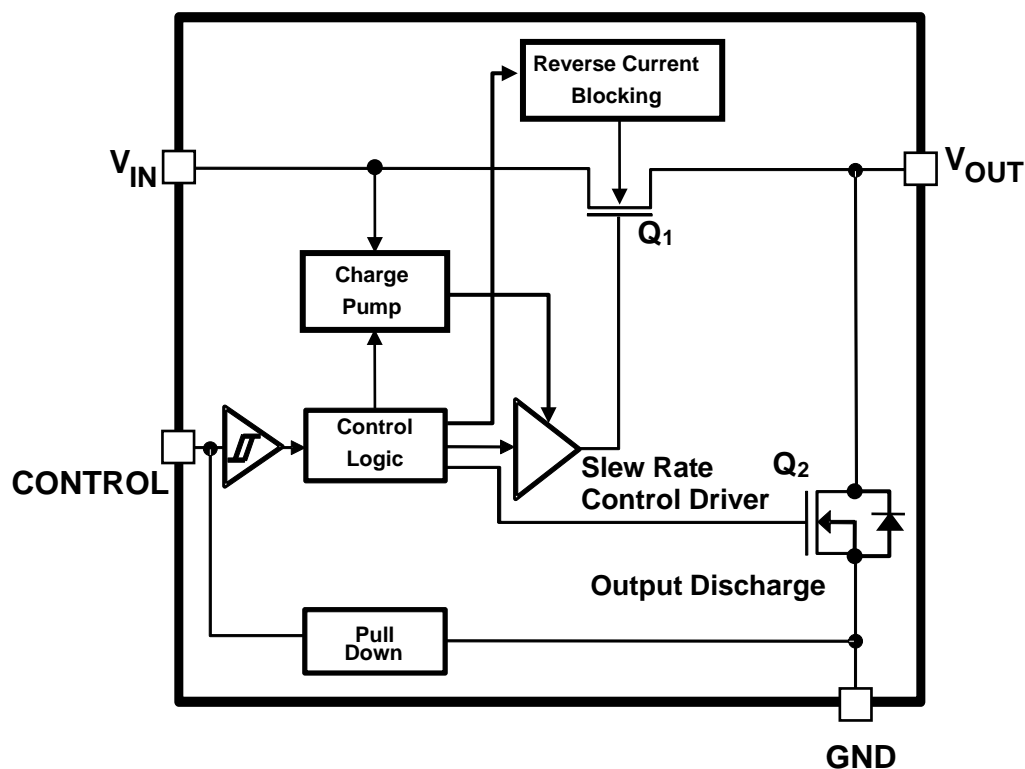 Reverse Current
Blocking
VIN
VOUT
Q1
Charge
Pump
Control
Logic
CONTROL
Slew Rate
Control Driver
Q2
Output Discharge
Pull
Down
GND